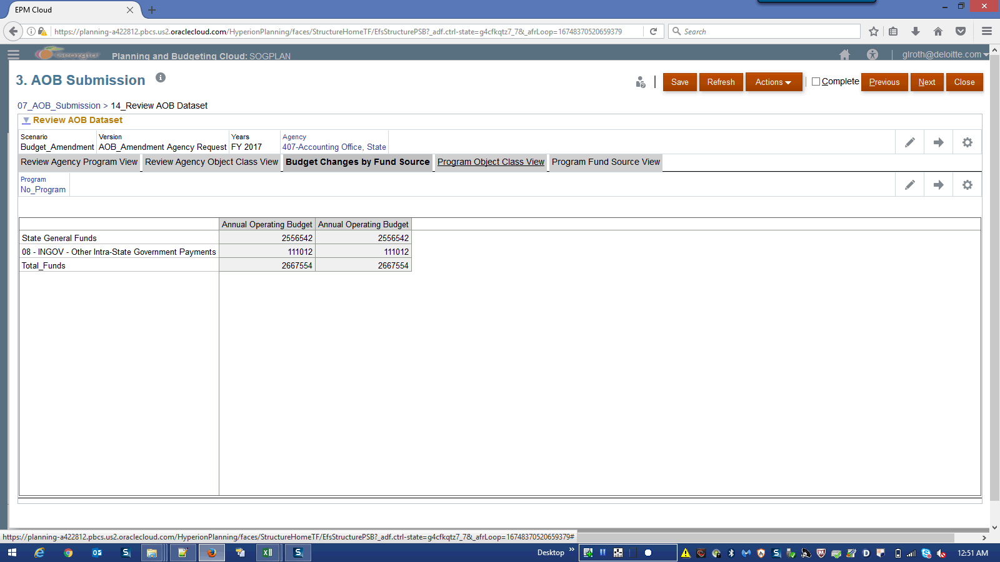 EPM Cloud
https://planning-a422812.pbcs.us2.oraclecloud.com/HyperionPlanning/faces/StructureHomeTF/EfsStructurePSB?_adf.ctrl-state=g4cfkqtz7_7&_afrLoop=16748370520659379
Search
Georgia Planning and Budgeting Cloud: SOGPLAN
glroth@deloitte.com
3. AOB Submission
Save Refresh Actions Complete Previous Next Close
07_AOB_Submission > 14_Review AOB Dataset
Review AOB Dataset
Scenario Version Years Agency
Budget_Amendment AOB_Amendment Agency Request FY 2017 407-Accounting Office, State
Review Agency Program View Review Agency Object Class View Budget Changes by Fund Source Program Object Class View Program Fund Source View
Program
No_Program
Annual Operating Budget Annual Operating Budget
State General Funds 2556542 2556542
08 - INGOV - Other Intra-State Government Payments 111012 111012
Total_Funds 2667554 2667554
https://planning-a422812.pbcs.us2.oraclecloud.com/HyperionPlanning/faces/StructureHomeTF/EfsStructurePSB?_adf.ctrl-state=g4cfkqtz7_7&_afrLoop=16748370520659379#
Desktop
12:51 AM